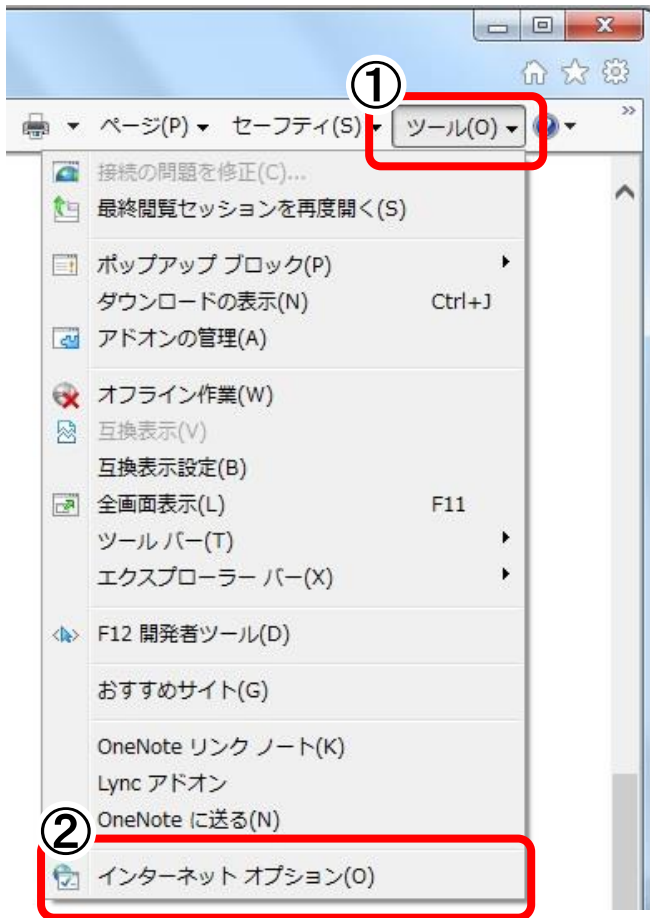 ①
ページ(P) セーフティ(S) ツール(O) »
接続の問題を修正(C)...
最終閲覧セッションを再度開く(S)
ポップアップ ブロック(P)
ダウンロードの表示(N) Ctrl+J
アドオンの管理(A)
オフライン作業(W)
互換表示(V)
互換表示設定(B)
全画面表示(L) F11
ツール バー(T)
エクスプローラー バー(X)
F12 開発者ツール(D)
おすすめサイト(G)
OneNote リンク ノート(K)
Lync アドオン
OneNote に送る(N)
②
インターネット オプション(O)